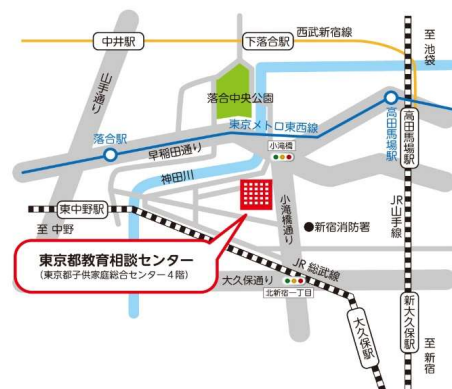 西武新宿線
至 池袋
中井駅
下落合駅
山手通り
落合中央公園
高田馬場駅
高田馬場駅
東京メトロ東西線
落合駅
早稲田通り
小滝橋
神田川
JR山手線
東中野駅
小滝橋通り
至 中野
新宿消防署
東京都教育相談センター
(東京都子供家庭総合センター4階)
JR 総武線
大久保通り
北新宿一丁目
新大久保駅
大久保駅
至 新宿